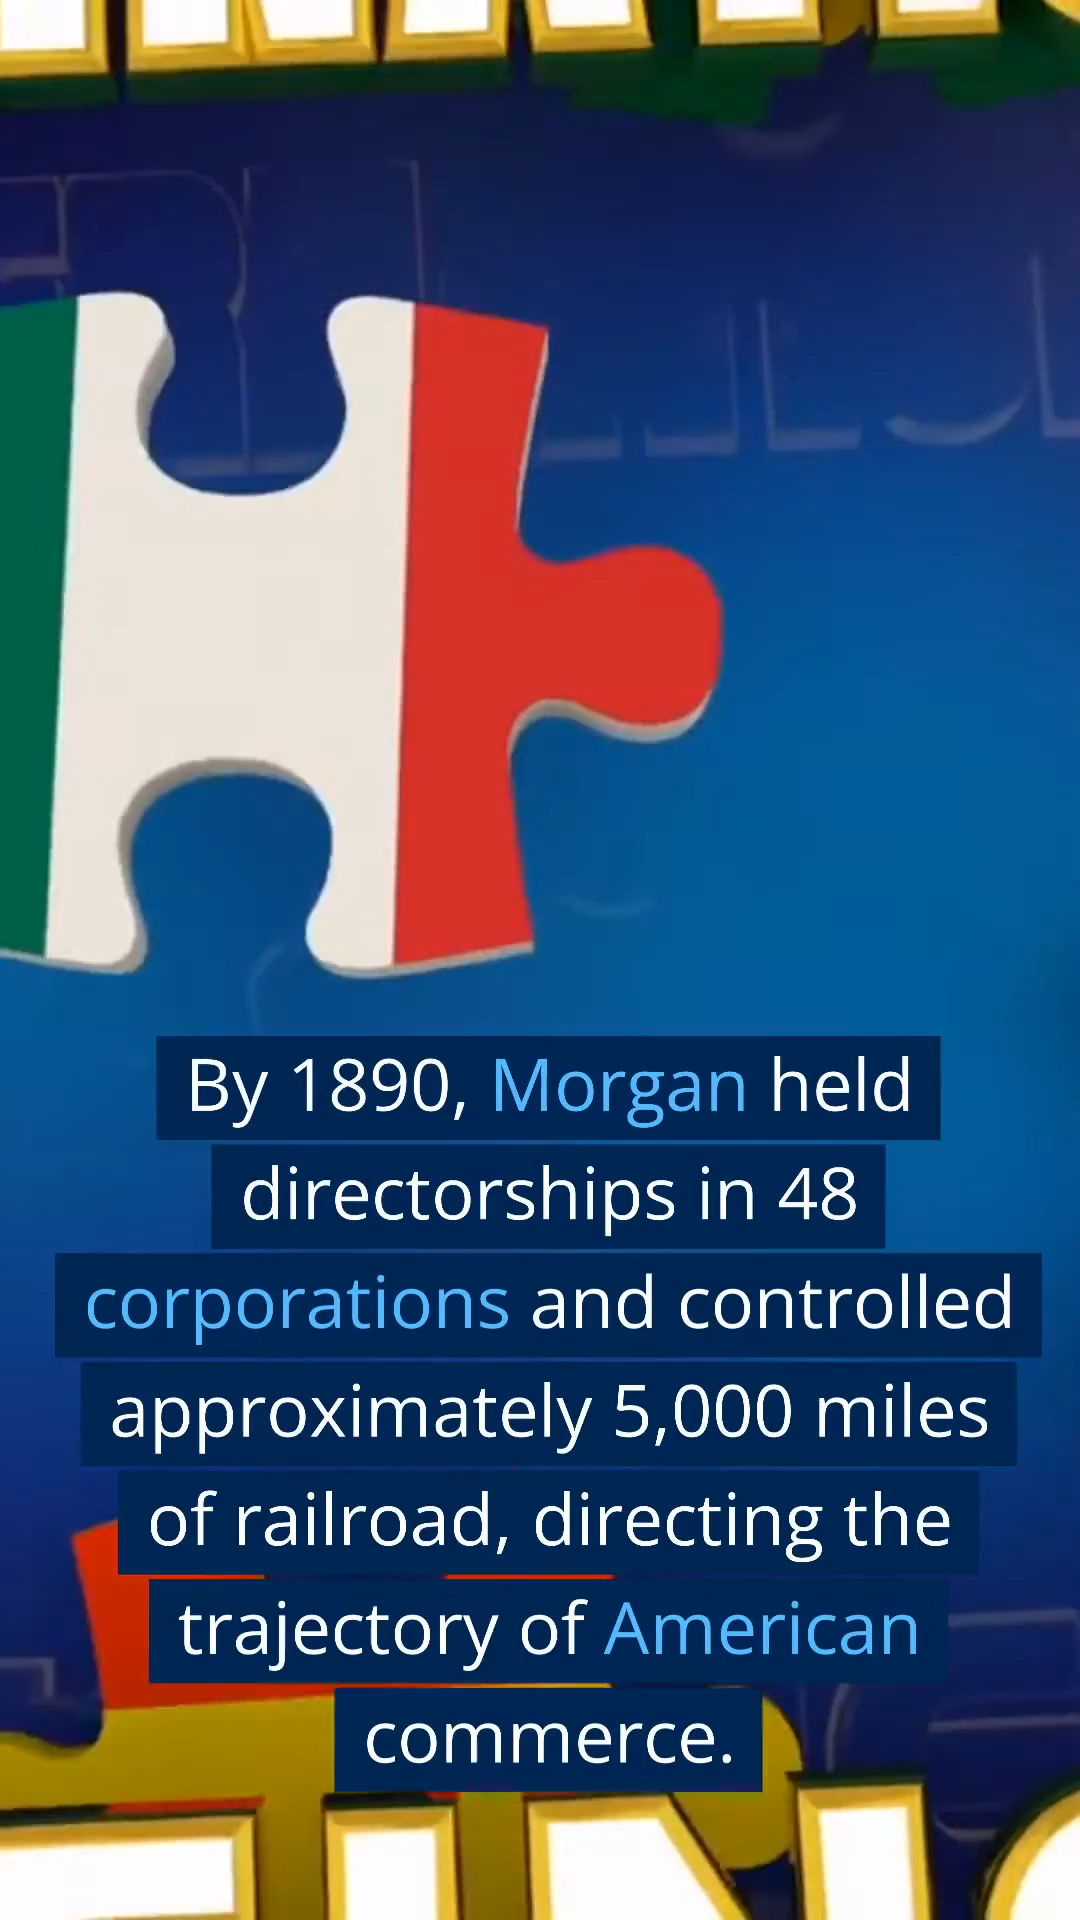 By 1890, Morgan held
directorships in 48
corporations and controlled
approximately 5,000 miles
of railroad, directing the
trajectory of American
commerce.